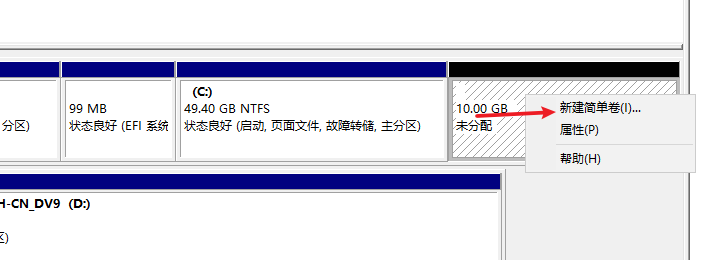 (C:)
99 MB
49.40 GB NTFS
10.00 GB
分区)
状态良好 (EFI 系统
状态良好 (启动, 页面文件, 故障转储, 主分区)
未分配
新建简单卷(I)...
属性(P)
帮助(H)
H-CN_DV9 (D:)
区)